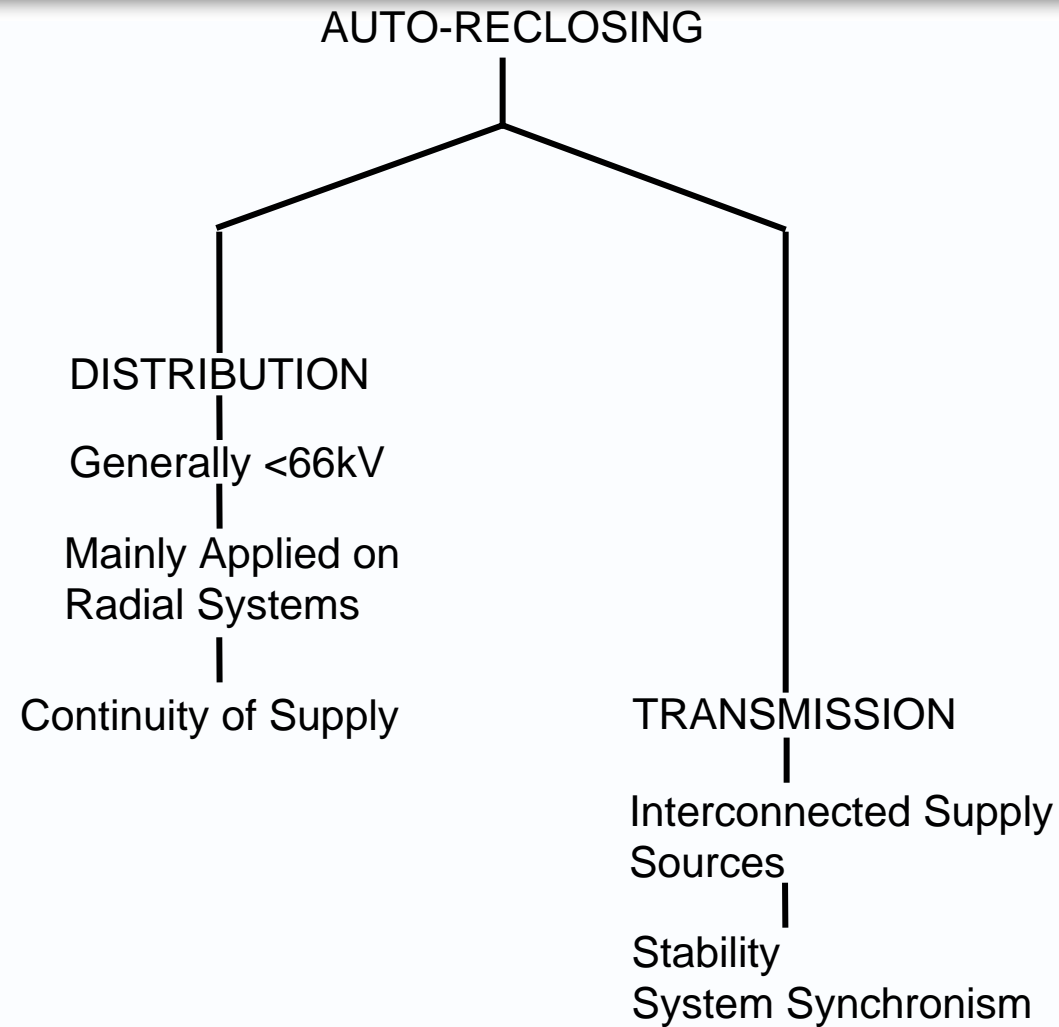 AUTO-RECLOSING
DISTRIBUTION
Generally <66kV
Mainly Applied on
Radial Systems
Continuity of Supply
TRANSMISSION
Interconnected Supply
Sources
Stability
System Synchronism